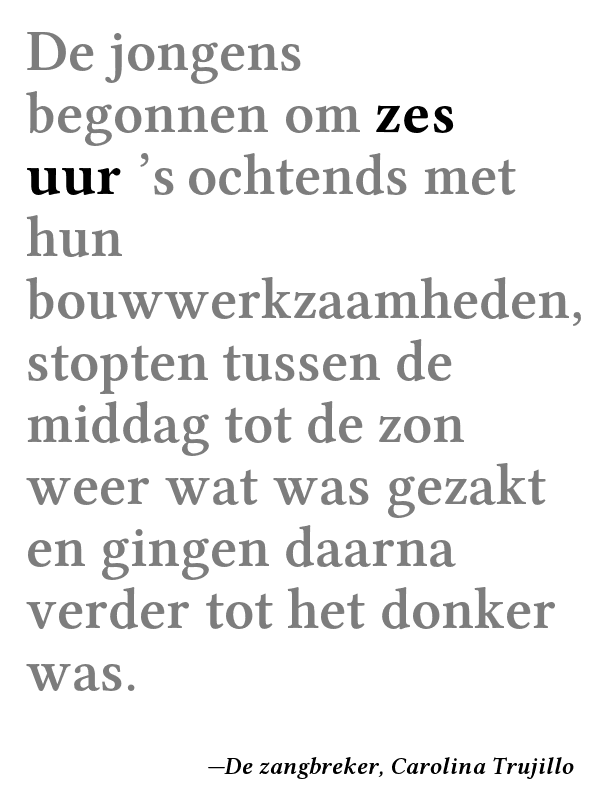 De jongens
begonnen om zes
uur ’s ochtends met
hun
bouwwerkzaamheden,
stopten tussen de
middag tot de zon
weer wat was gezakt
en gingen daarna
verder tot het donker
was.
—De zangbreker, Carolina Trujillo